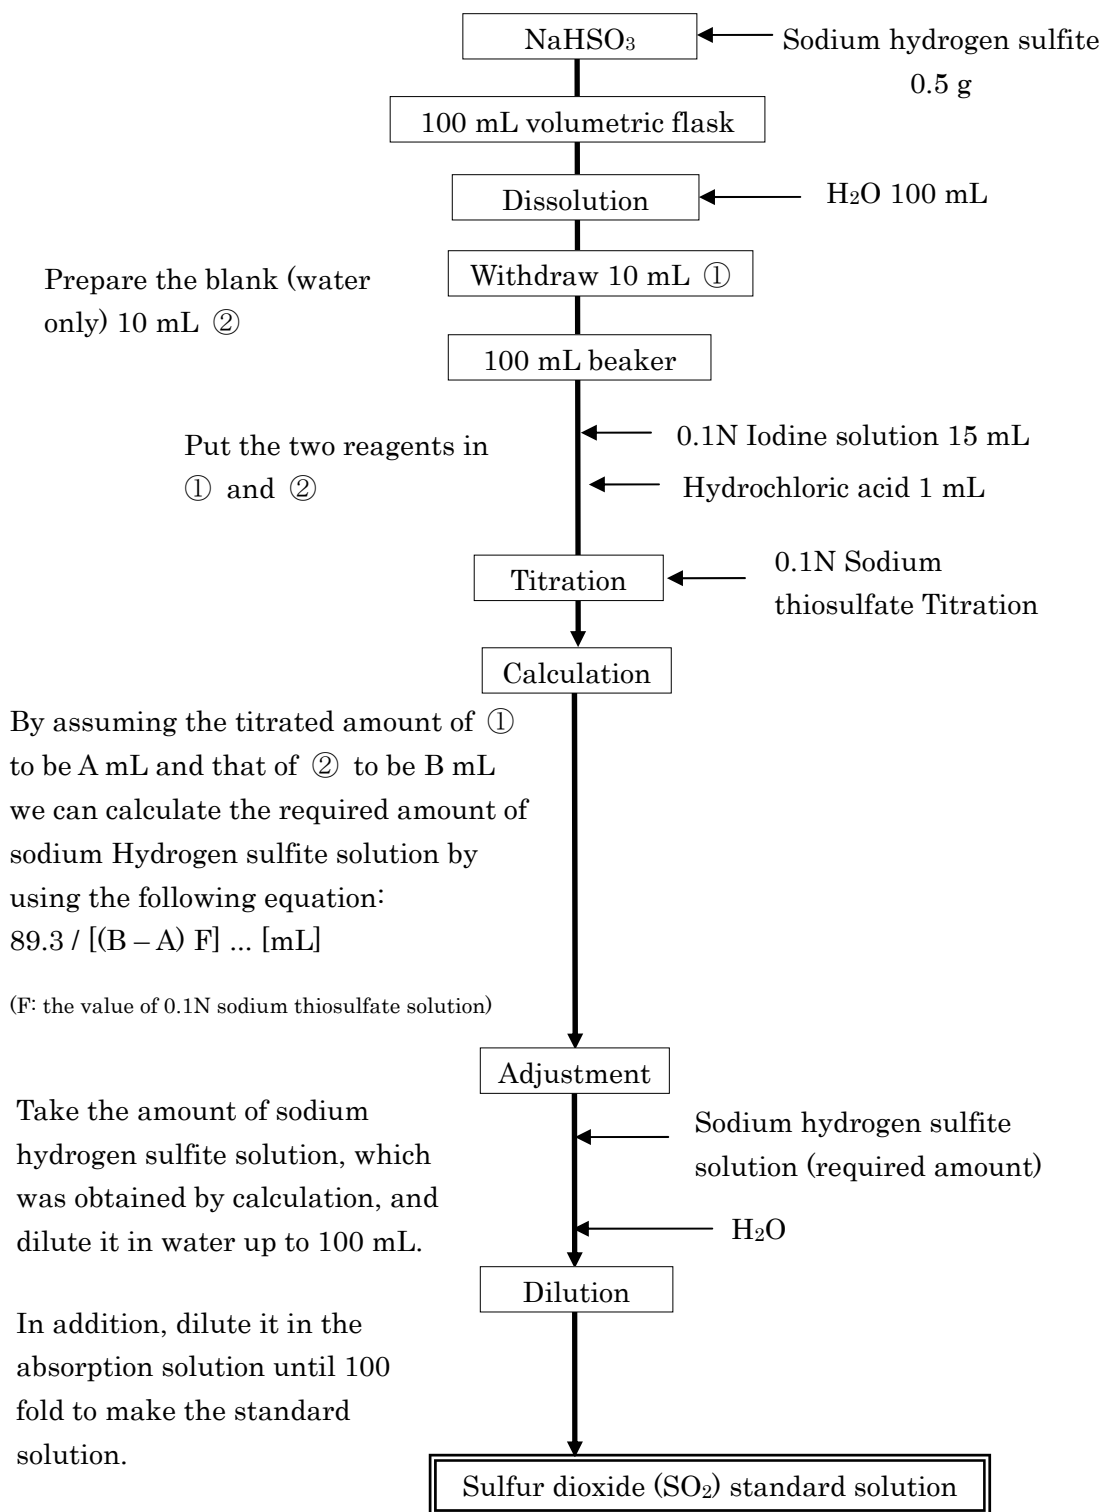 NaHSO₃
Sodium hydrogen sulfite
0.5 g
100 mL volumetric flask
Dissolution
H₂O 100 mL
Prepare the blank (water
only) 10 mL ②
Withdraw 10 mL ①
100 mL beaker
Put the two reagents in
① and ②
0.1N Iodine solution 15 mL
Hydrochloric acid 1 mL
Titration
0.1N Sodium
thiosulfate Titration
Calculation
By assuming the titrated amount of ①
to be A mL and that of ② to be B mL
we can calculate the required amount of
sodium Hydrogen sulfite solution by
using the following equation:
89.3 / [(B – A) F] ... [mL]
(F: the value of 0.1N sodium thiosulfate solution)
Adjustment
Take the amount of sodium
hydrogen sulfite solution, which
was obtained by calculation, and
dilute it in water up to 100 mL.
Sodium hydrogen sulfite
solution (required amount)
H₂O
Dilution
In addition, dilute it in the
absorption solution until 100
fold to make the standard
solution.
Sulfur dioxide (SO₂) standard solution